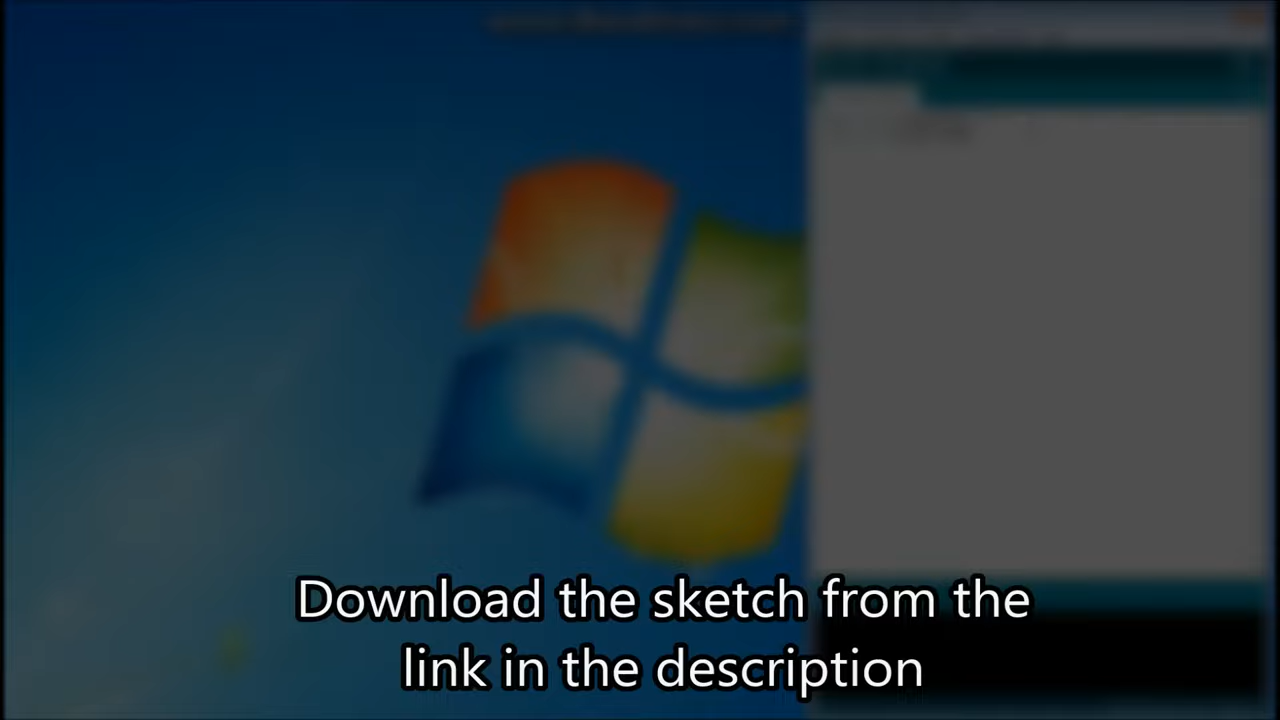 Download the sketch from the
link in the description